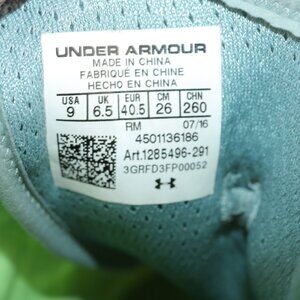 UNDER ARMOUR
MADE IN CHINA
FABRIQUÉ EN CHINE
HECHO EN CHINA
USA UK EUR CM CHN
9 6.5 40.5 26 260
RM 07/16
4501136186
Art.1285496-291
3GRFD3FP00052